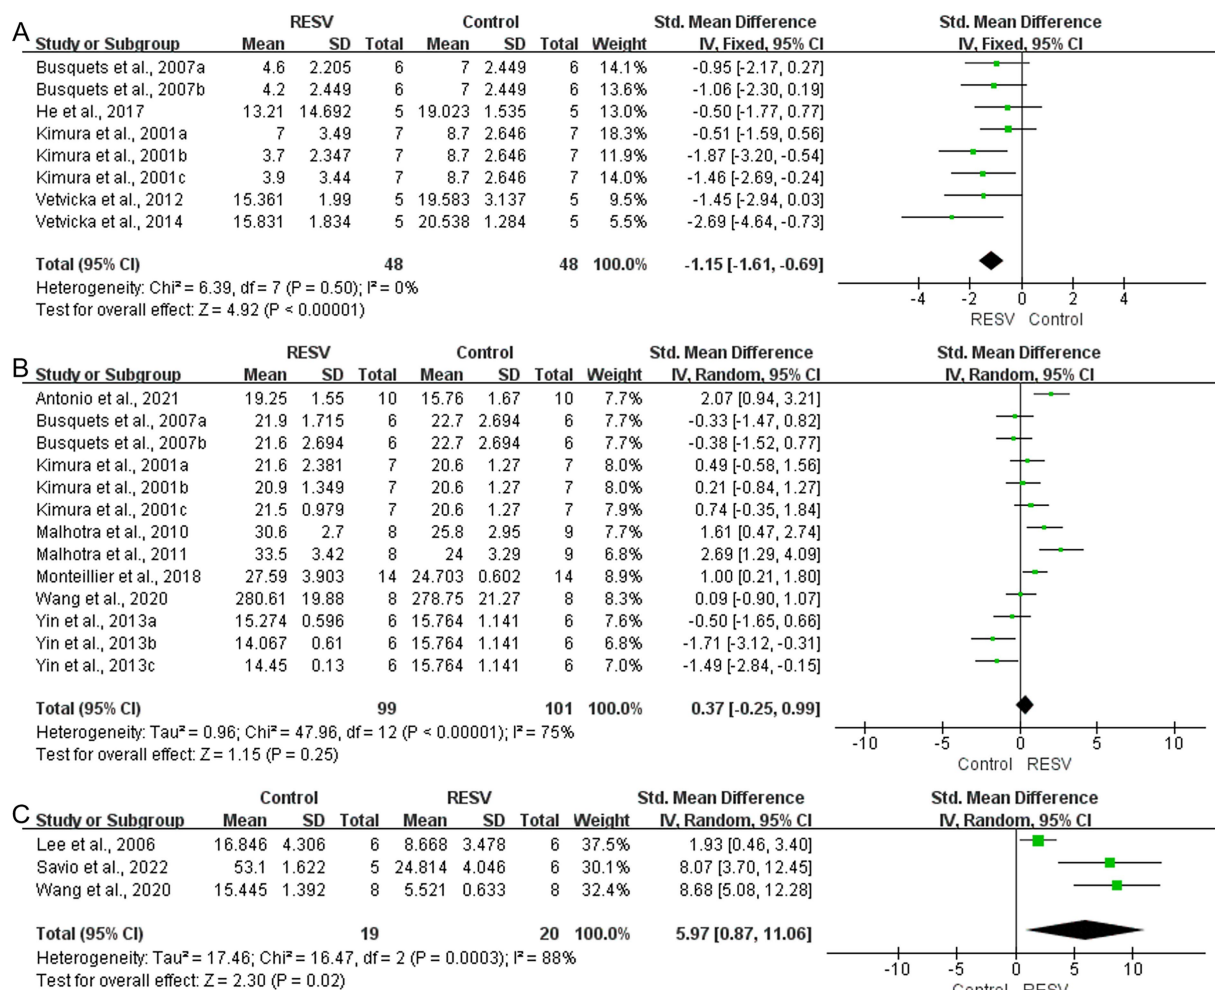 A
RESV Control Std. Mean Difference Std. Mean Difference
Study or Subgroup Mean SD Total Mean SD Total Weight IV, Fixed, 95% CI IV, Fixed, 95% CI
Busquets et al., 2007a 4.6 2.205 6 7 2.449 6 14.1% -0.95 [-2.17, 0.27]
Busquets et al., 2007b 4.2 2.449 6 7 2.449 6 13.6% -1.06 [-2.30, 0.19]
He et al., 2017 13.21 14.692 5 19.023 1.535 5 13.0% -0.50 [-1.77, 0.77]
Kimura et al., 2001a 7 3.49 7 8.7 2.646 7 18.3% -0.51 [-1.59, 0.56]
Kimura et al., 2001b 3.7 2.347 7 8.7 2.646 7 11.9% -1.87 [-3.20, -0.54]
Kimura et al., 2001c 3.9 3.44 7 8.7 2.646 7 14.0% -1.46 [-2.69, -0.24]
Vetvicka et al., 2012 15.361 1.99 5 19.583 3.137 5 9.5% -1.45 [-2.94, 0.03]
Vetvicka et al., 2014 15.831 1.834 5 20.538 1.284 5 5.5% -2.69 [-4.64, -0.73]
Total (95% CI) 48 48 100.0% -1.15 [-1.61, -0.69]
Heterogeneity: Chi² = 6.39, df = 7 (P = 0.50); I² = 0%
Test for overall effect: Z = 4.92 (P < 0.00001)
-4 -2 0 2 4
RESV Control
B
RESV Control Std. Mean Difference Std. Mean Difference
Study or Subgroup Mean SD Total Mean SD Total Weight IV, Random, 95% CI IV, Random, 95% CI
Antonio et al., 2021 19.25 1.55 10 15.76 1.67 10 7.7% 2.07 [0.94, 3.21]
Busquets et al., 2007a 21.9 1.715 6 22.7 2.694 6 7.7% -0.33 [-1.47, 0.82]
Busquets et al., 2007b 21.6 2.694 6 22.7 2.694 6 7.7% -0.38 [-1.52, 0.77]
Kimura et al., 2001a 21.6 2.381 7 20.6 1.27 7 8.0% 0.49 [-0.58, 1.56]
Kimura et al., 2001b 20.9 1.349 7 20.6 1.27 7 8.0% 0.21 [-0.84, 1.27]
Kimura et al., 2001c 21.5 0.979 7 20.6 1.27 7 7.9% 0.74 [-0.35, 1.84]
Malhotra et al., 2010 30.6 2.7 8 25.8 2.95 9 7.7% 1.61 [0.47, 2.74]
Malhotra et al., 2011 33.5 3.42 8 24 3.29 9 6.8% 2.69 [1.29, 4.09]
Monteillier et al., 2018 27.59 3.903 14 24.703 0.602 14 8.9% 1.00 [0.21, 1.80]
Wang et al., 2020 280.61 19.88 8 278.75 21.27 8 8.3% 0.09 [-0.90, 1.07]
Yin et al., 2013a 15.274 0.596 6 15.764 1.141 6 7.6% -0.50 [-1.65, 0.66]
Yin et al., 2013b 14.067 0.61 6 15.764 1.141 6 6.8% -1.71 [-3.12, -0.31]
Yin et al., 2013c 14.45 0.13 6 15.764 1.141 6 7.0% -1.49 [-2.84, -0.15]
Total (95% CI) 99 101 100.0% 0.37 [-0.25, 0.99]
Heterogeneity: Tau² = 0.96; Chi² = 47.96, df = 12 (P < 0.00001); I² = 75%
Test for overall effect: Z = 1.15 (P = 0.25)
-10 -5 0 5 10
Control RESV
C
Control RESV Std. Mean Difference Std. Mean Difference
Study or Subgroup Mean SD Total Mean SD Total Weight IV, Random, 95% CI IV, Random, 95% CI
Lee et al., 2006 16.846 4.306 6 8.668 3.478 6 37.5% 1.93 [0.46, 3.40]
Savio et al., 2022 53.1 1.622 5 24.814 4.046 6 30.1% 8.07 [3.70, 12.45]
Wang et al., 2020 15.445 1.392 8 5.521 0.633 8 32.4% 8.68 [5.08, 12.28]
Total (95% CI) 19 20 100.0% 5.97 [0.87, 11.06]
Heterogeneity: Tau² = 17.46; Chi² = 16.47, df = 2 (P = 0.0003); I² = 88%
Test for overall effect: Z = 2.30 (P = 0.02)
-10 -5 0 5 10
Control RESV